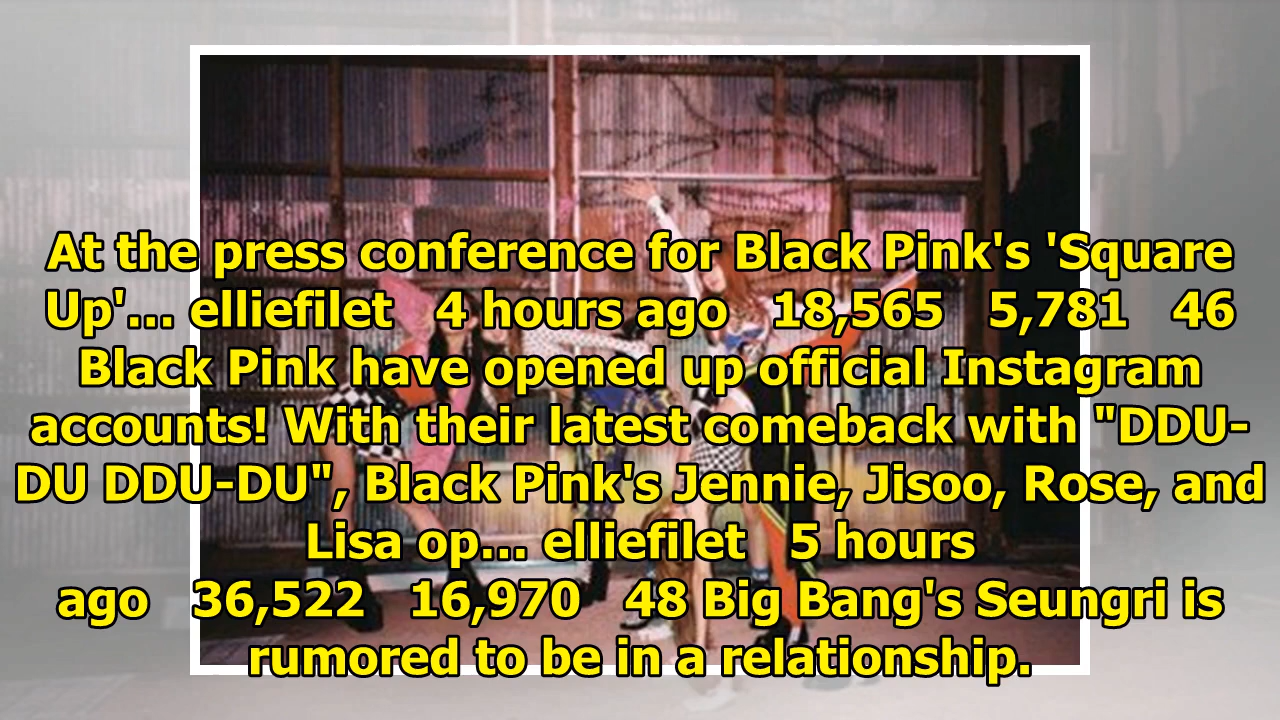 At the press conference for Black Pink's 'Square
Up'... elliefilet 4 hours ago 18,565 5,781 46
Black Pink have opened up official Instagram
accounts! With their latest comeback with "DDU-
DU DDU-DU", Black Pink's Jennie, Jisoo, Rose, and
Lisa op... elliefilet 5 hours
ago 36,522 16,970 48 Big Bang's Seungri is
rumored to be in a relationship.